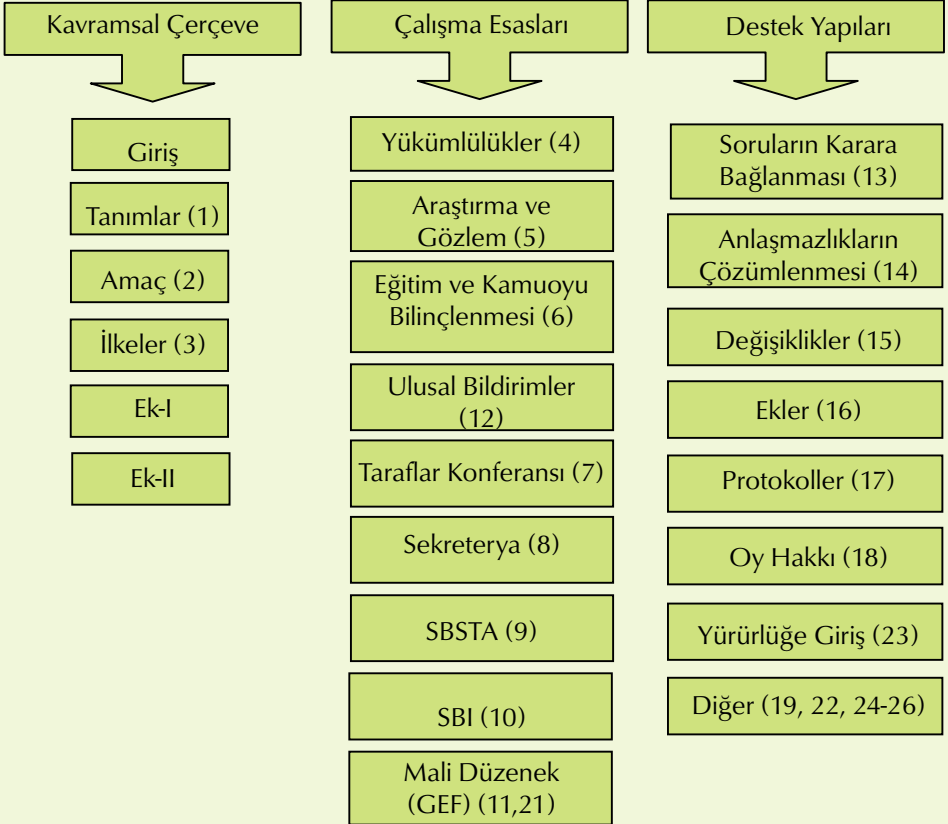 Kavramsal Çerçeve
Giriş
Tanımlar (1)
Amaç (2)
İlkeler (3)
Ek-I
Ek-II
Çalışma Esasları
Yükümlülükler (4)
Araştırma ve
Gözlem (5)
Eğitim ve Kamuoyu
Bilinçlenmesi (6)
Ulusal Bildirimler
(12)
Taraflar Konferansı (7)
Sekreterya (8)
SBSTA (9)
SBI (10)
Mali Düzenek
(GEF) (11,21)
Destek Yapıları
Soruların Karara
Bağlanması (13)
Anlaşmazlıkların
Çözümlenmesi (14)
Değişiklikler (15)
Ekler (16)
Protokoller (17)
Oy Hakkı (18)
Yürürlüğe Giriş (23)
Diğer (19, 22, 24-26)